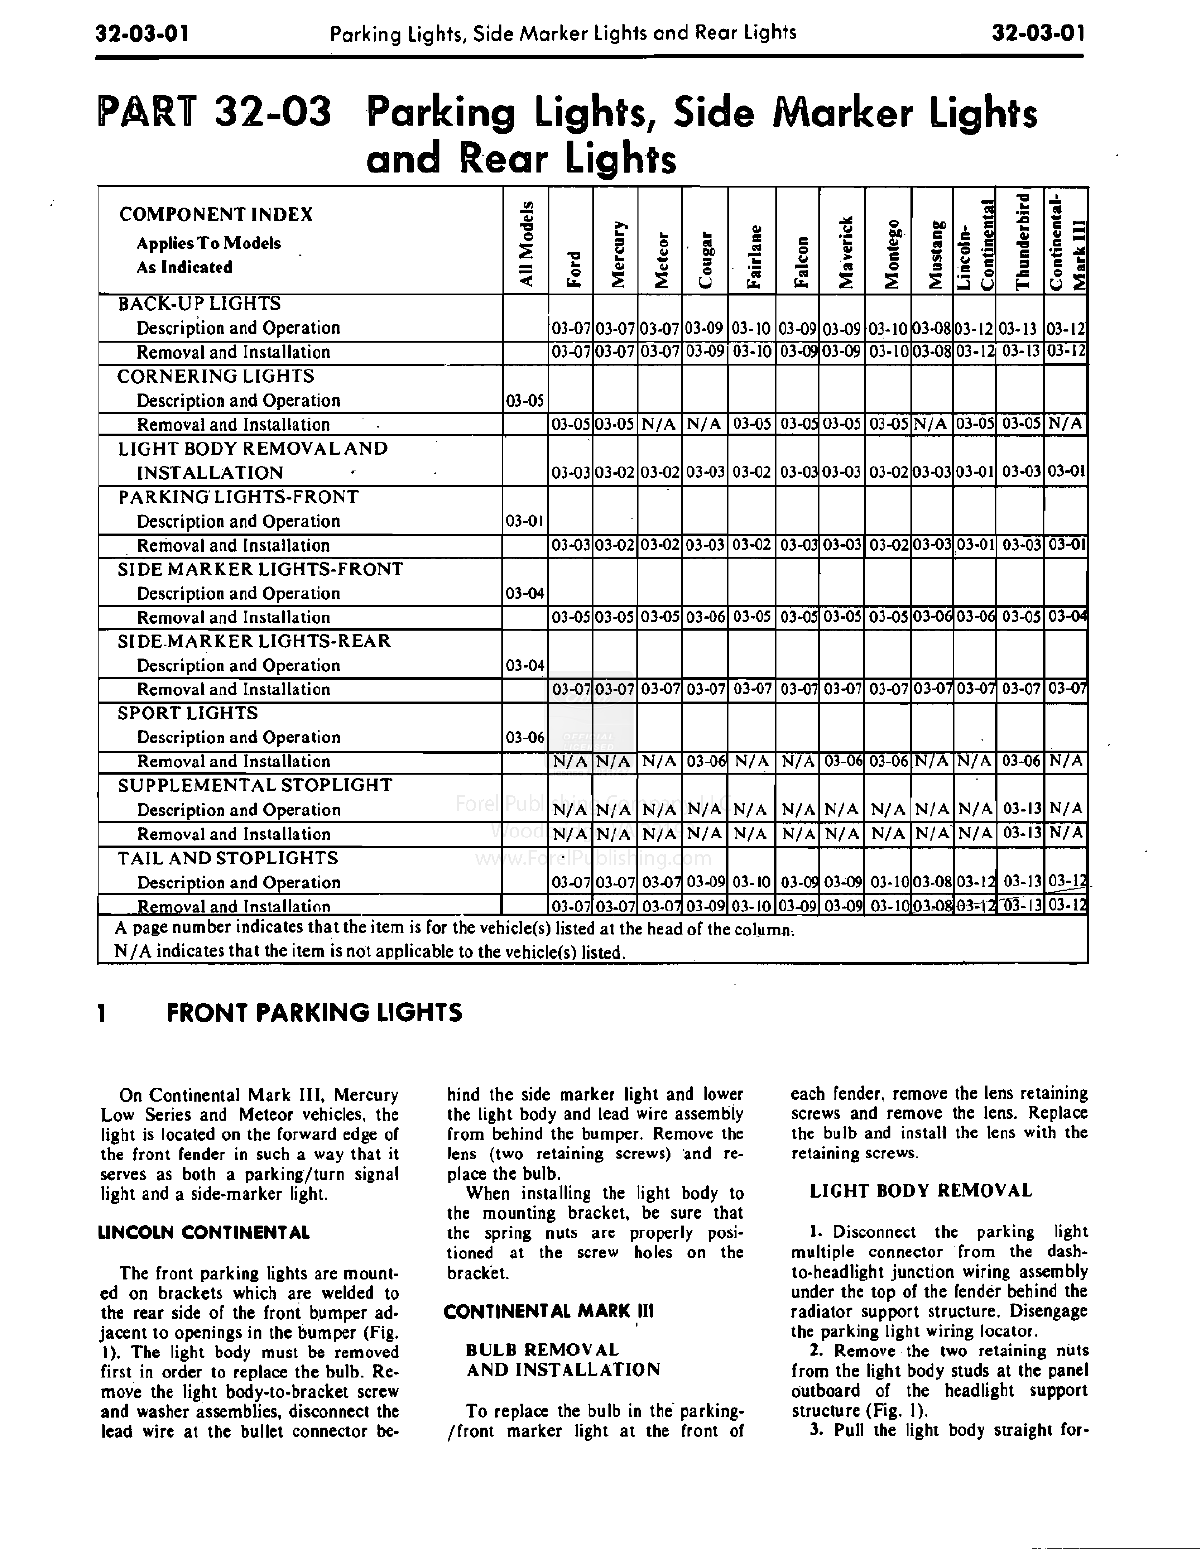 32-03-01 Parking Lights, Side Marker Lights and Rear Lights 32-03-01
PART 32-03 Parking Lights, Side Marker Lights
and Rear Lights
COMPONENT INDEX
Applies To Models
As Indicated
All Models Ford Mercury Meteor Cougar Fairlane Falcon Maverick Montego Mustang Lincoln-Continental Thunderbird Continental-Mark III
BACK-UP LIGHTS
Description and Operation 03-07 03-07 03-07 03-09 03-10 03-09 03-09 03-10 03-08 03-12 03-13 03-12
Removal and Installation 03-07 03-07 03-07 03-09 03-10 03-09 03-09 03-10 03-08 03-12 03-13 03-12
CORNERING LIGHTS
Description and Operation 03-05
Removal and Installation 03-05 03-05 N/A N/A 03-05 03-05 03-05 03-05 N/A 03-05 03-05 N/A
LIGHT BODY REMOVAL AND
INSTALLATION 03-03 03-02 03-02 03-03 03-02 03-03 03-03 03-02 03-03 03-01 03-03 03-01
PARKING LIGHTS-FRONT
Description and Operation 03-01
Removal and Installation 03-03 03-02 03-02 03-03 03-02 03-03 03-03 03-02 03-03 03-01 03-03 03-01
SIDE MARKER LIGHTS-FRONT
Description and Operation 03-04
Removal and Installation 03-05 03-05 03-05 03-06 03-05 03-05 03-05 03-05 03-06 03-06 03-05 03-04
SIDE MARKER LIGHTS-REAR
Description and Operation 03-04
Removal and Installation 03-07 03-07 03-07 03-07 03-07 03-07 03-07 03-07 03-07 03-07 03-07 03-07
SPORT LIGHTS
Description and Operation 03-06
Removal and Installation N/A N/A N/A 03-06 N/A N/A 03-06 03-06 N/A N/A 03-06 N/A
SUPPLEMENTAL STOPLIGHT
Description and Operation N/A N/A N/A N/A N/A N/A N/A N/A N/A N/A 03-13 N/A
Removal and Installation N/A N/A N/A N/A N/A N/A N/A N/A N/A N/A 03-13 N/A
TAIL AND STOPLIGHTS
Description and Operation 03-07 03-07 03-07 03-09 03-10 03-09 03-09 03-10 03-08 03-12 03-13 03-12
Removal and Installation 03-07 03-07 03-07 03-09 03-10 03-09 03-09 03-10 03-08 03-12 03-13 03-12
A page number indicates that the item is for the vehicle(s) listed at the head of the column.
N/A indicates that the item is not applicable to the vehicle(s) listed.
www.ForelPublishing.com
1 FRONT PARKING LIGHTS
On Continental Mark III, Mercury
Low Series and Meteor vehicles, the
light is located on the forward edge of
the front fender in such a way that it
serves as both a parking/turn signal
light and a side-marker light.
LINCOLN CONTINENTAL
The front parking lights are mount-
ed on brackets which are welded to
the rear side of the front bumper ad-
jacent to openings in the bumper (Fig.
1). The light body must be removed
first in order to replace the bulb. Re-
move the light body-to-bracket screw
and washer assemblies, disconnect the
lead wire at the bullet connector be-
hind the side marker light and lower
the light body and lead wire assembly
from behind the bumper. Remove the
lens (two retaining screws) and re-
place the bulb.
When installing the light body to
the mounting bracket, be sure that
the spring nuts are properly posi-
tioned at the screw holes on the
bracket.
CONTINENTAL MARK III
BULB REMOVAL
AND INSTALLATION
To replace the bulb in the parking-
/front marker light at the front of
each fender, remove the lens retaining
screws and remove the lens. Replace
the bulb and install the lens with the
retaining screws.
LIGHT BODY REMOVAL
1. Disconnect the parking light
multiple connector from the dash-
to-headlight junction wiring assembly
under the top of the fender behind the
radiator support structure. Disengage
the parking light wiring locator.
2. Remove the two retaining nuts
from the light body studs at the panel
outboard of the headlight support
structure (Fig. 1).
3. Pull the light body straight for-